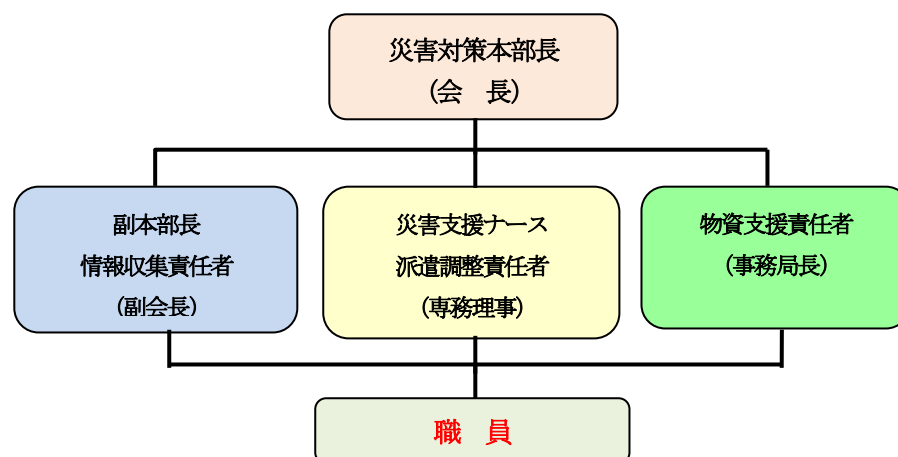 災害対策本部長
(会　長)
副本部長
情報収集責任者
(副会長)
災害支援ナース
派遣調整責任者
(専務理事)
物資支援責任者
(事務局長)
職　員